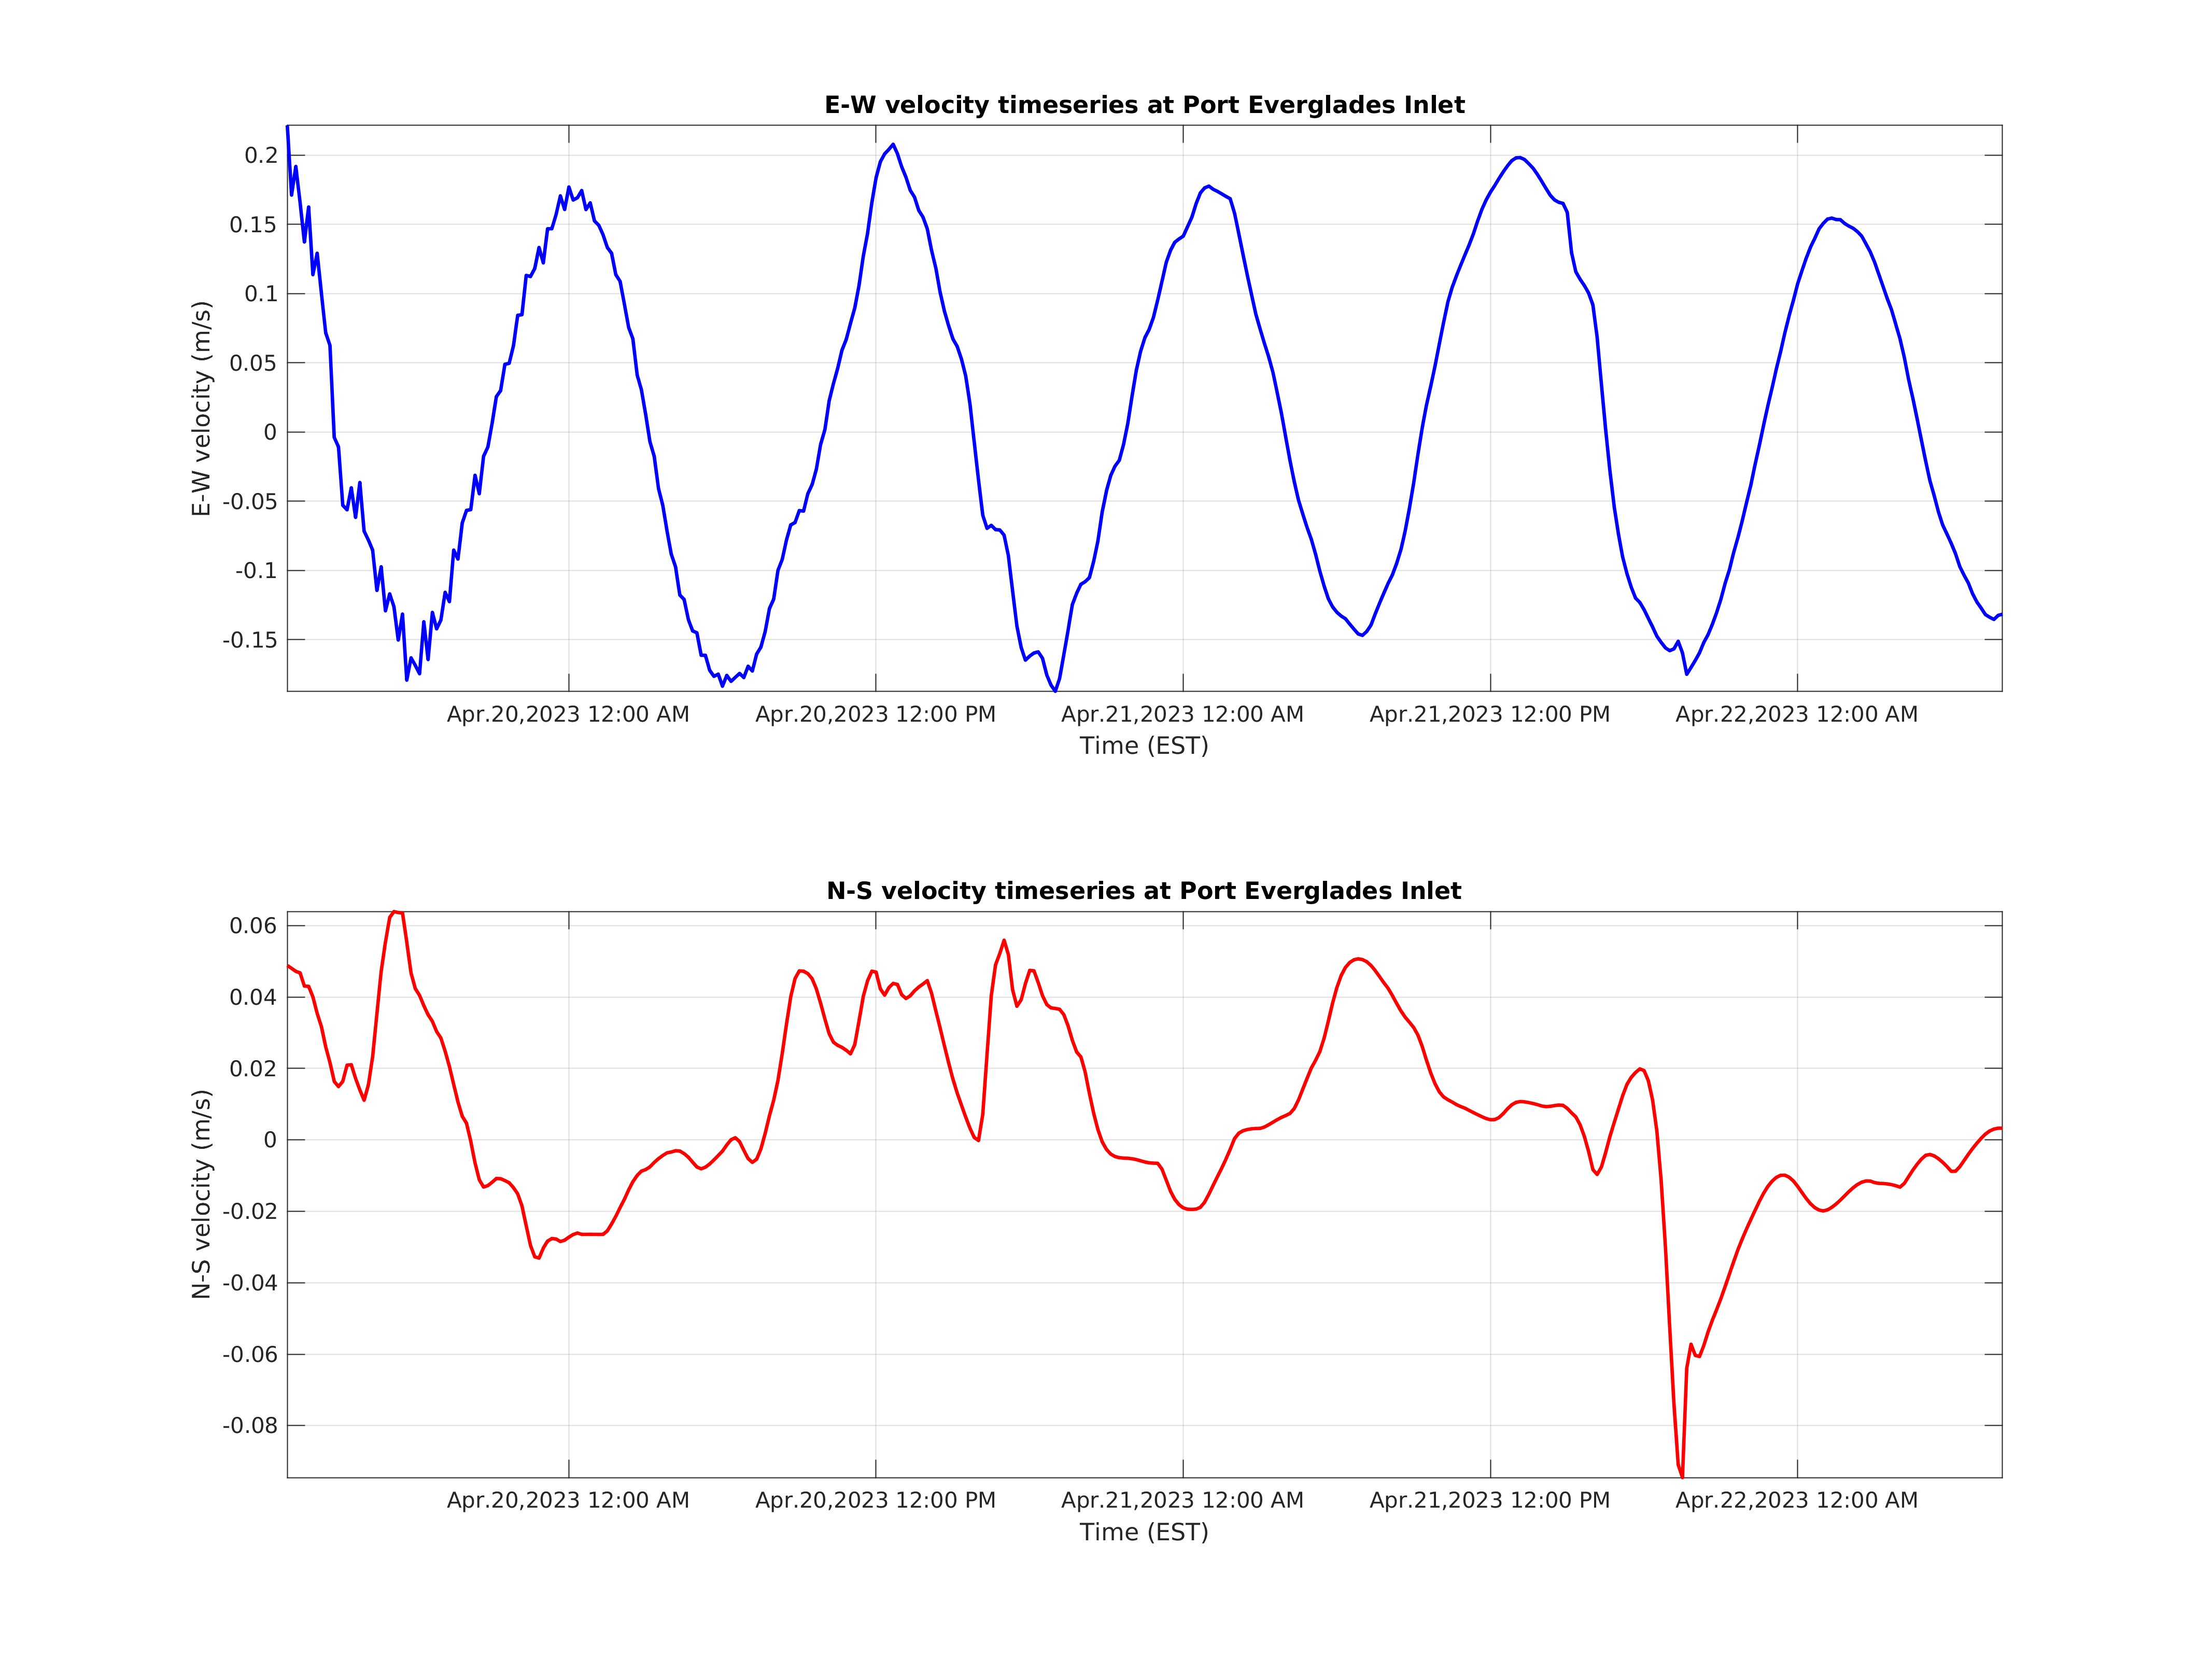 E-W velocity timeseries at Port Everglades Inlet
E-W velocity (m/s)
0.2
0.15
0.1
0.05
0
-0.05
-0.1
-0.15
Apr.20,2023 12:00 AM
Apr.20,2023 12:00 PM
Apr.21,2023 12:00 AM
Apr.21,2023 12:00 PM
Apr.22,2023 12:00 AM
Time (EST)
N-S velocity timeseries at Port Everglades Inlet
N-S velocity (m/s)
0.06
0.04
0.02
0
-0.02
-0.04
-0.06
-0.08
Apr.20,2023 12:00 AM
Apr.20,2023 12:00 PM
Apr.21,2023 12:00 AM
Apr.21,2023 12:00 PM
Apr.22,2023 12:00 AM
Time (EST)